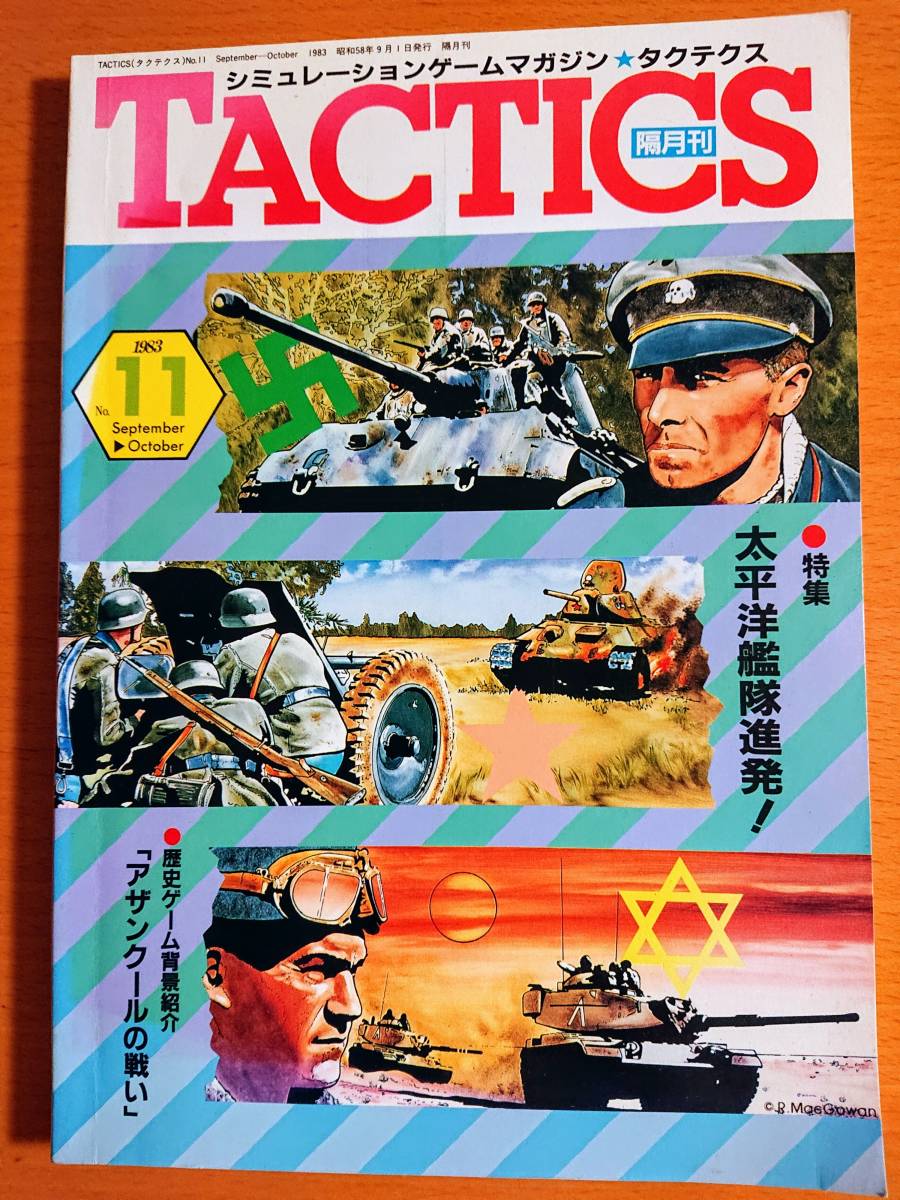 TACTICS(タクテクス)No.11 September—October 1983 昭和58年9月1日発行 隔月刊
シミュレーションゲームマガジン★タクテクス
TACTICS
隔月刊
1983
No. 11
September
▶October
●特集
太平洋艦隊進発!
●歴史ゲーム背景紹介
「アザンクールの戦い」
©R.MacGowan